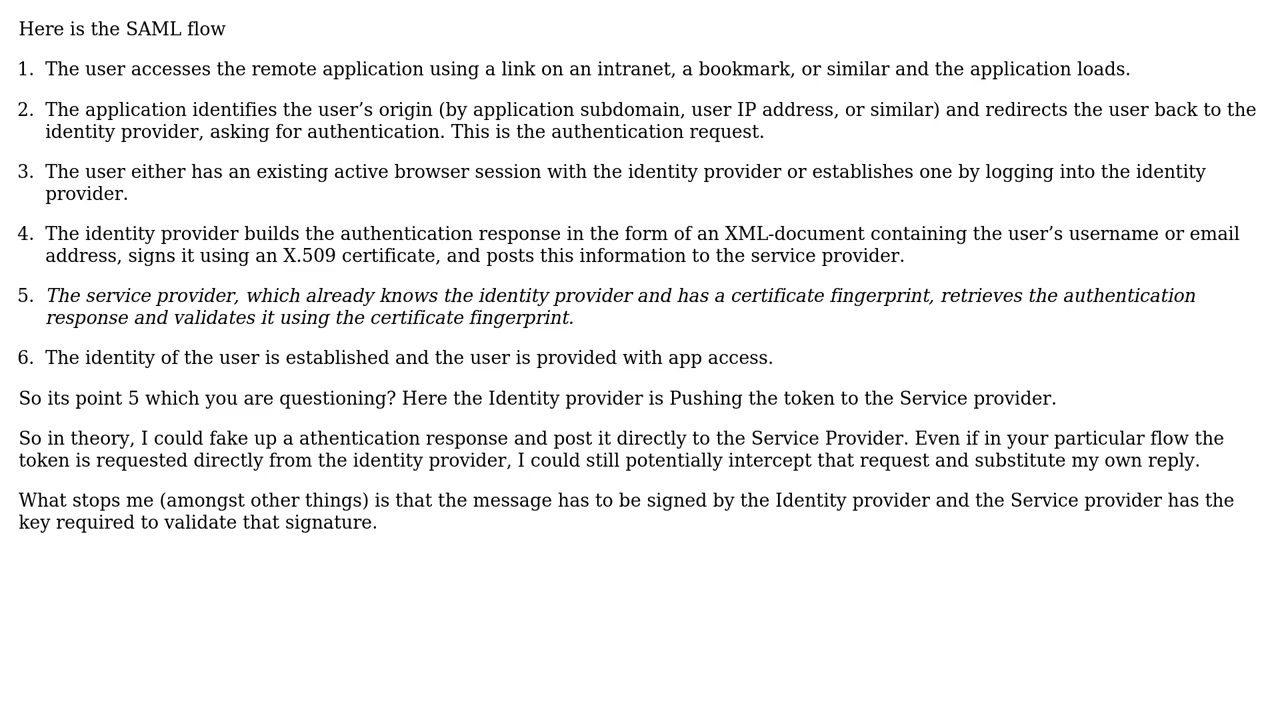 Here is the SAML flow
1. The user accesses the remote application using a link on an intranet, a bookmark, or similar and the application loads.
2. The application identifies the user’s origin (by application subdomain, user IP address, or similar) and redirects the user back to the
identity provider, asking for authentication. This is the authentication request.
3. The user either has an existing active browser session with the identity provider or establishes one by logging into the identity
provider.
4. The identity provider builds the authentication response in the form of an XML-document containing the user’s username or email
address, signs it using an X.509 certificate, and posts this information to the service provider.
5. The service provider, which already knows the identity provider and has a certificate fingerprint, retrieves the authentication
response and validates it using the certificate fingerprint.
6. The identity of the user is established and the user is provided with app access.
So its point 5 which you are questioning? Here the Identity provider is Pushing the token to the Service provider.
So in theory, I could fake up a athentication response and post it directly to the Service Provider. Even if in your particular flow the
token is requested directly from the identity provider, I could still potentially intercept that request and substitute my own reply.
What stops me (amongst other things) is that the message has to be signed by the Identity provider and the Service provider has the
key required to validate that signature.